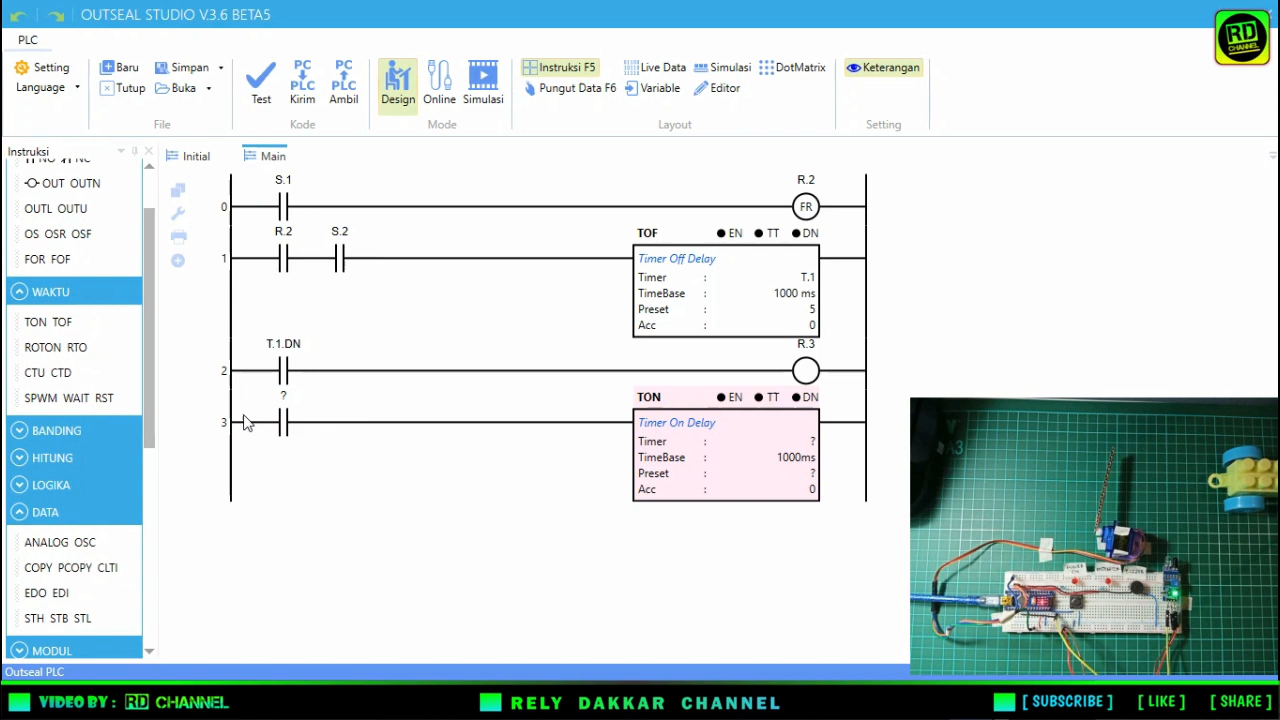 OUTSEAL STUDIO V.3.6 BETA5
RD
CHANNEL
PLC
Setting
Language
Baru
Tutup
Simpan
Buka
File
Test
PC
PLC
Kirim
PC
PLC
Ambil
Kode
Design
Online
Simulasi
Mode
Instruksi F5
Pungut Data F6
Live Data
Variable
Simulasi
Editor
DotMatrix
Layout
Keterangan
Setting
Instruksi
NO NC
OUT OUTN
OUTL OUTU
OS OSR OSF
FOR FOF
WAKTU
TON TOF
ROTON RTO
CTU CTD
SPWM WAIT RST
BANDING
HITUNG
LOGIKA
DATA
ANALOG OSC
COPY PCOPY CLTI
EDO EDI
STH STB STL
MODUL
Initial
Main
S.1 R.2
0 FR
R.2 S.2 TOF EN TT DN
1 Timer Off Delay
Timer : T.1
TimeBase : 1000 ms
Preset : 5
Acc : 0
T.1.DN R.3
2
? TON EN TT DN
3 Timer On Delay
Timer : ?
TimeBase : 1000ms
Preset : ?
Acc : 0
Outseal PLC
VIDEO BY : RD CHANNEL
RELY DAKKAR CHANNEL
[ SUBSCRIBE ] [ LIKE ] [ SHARE ]